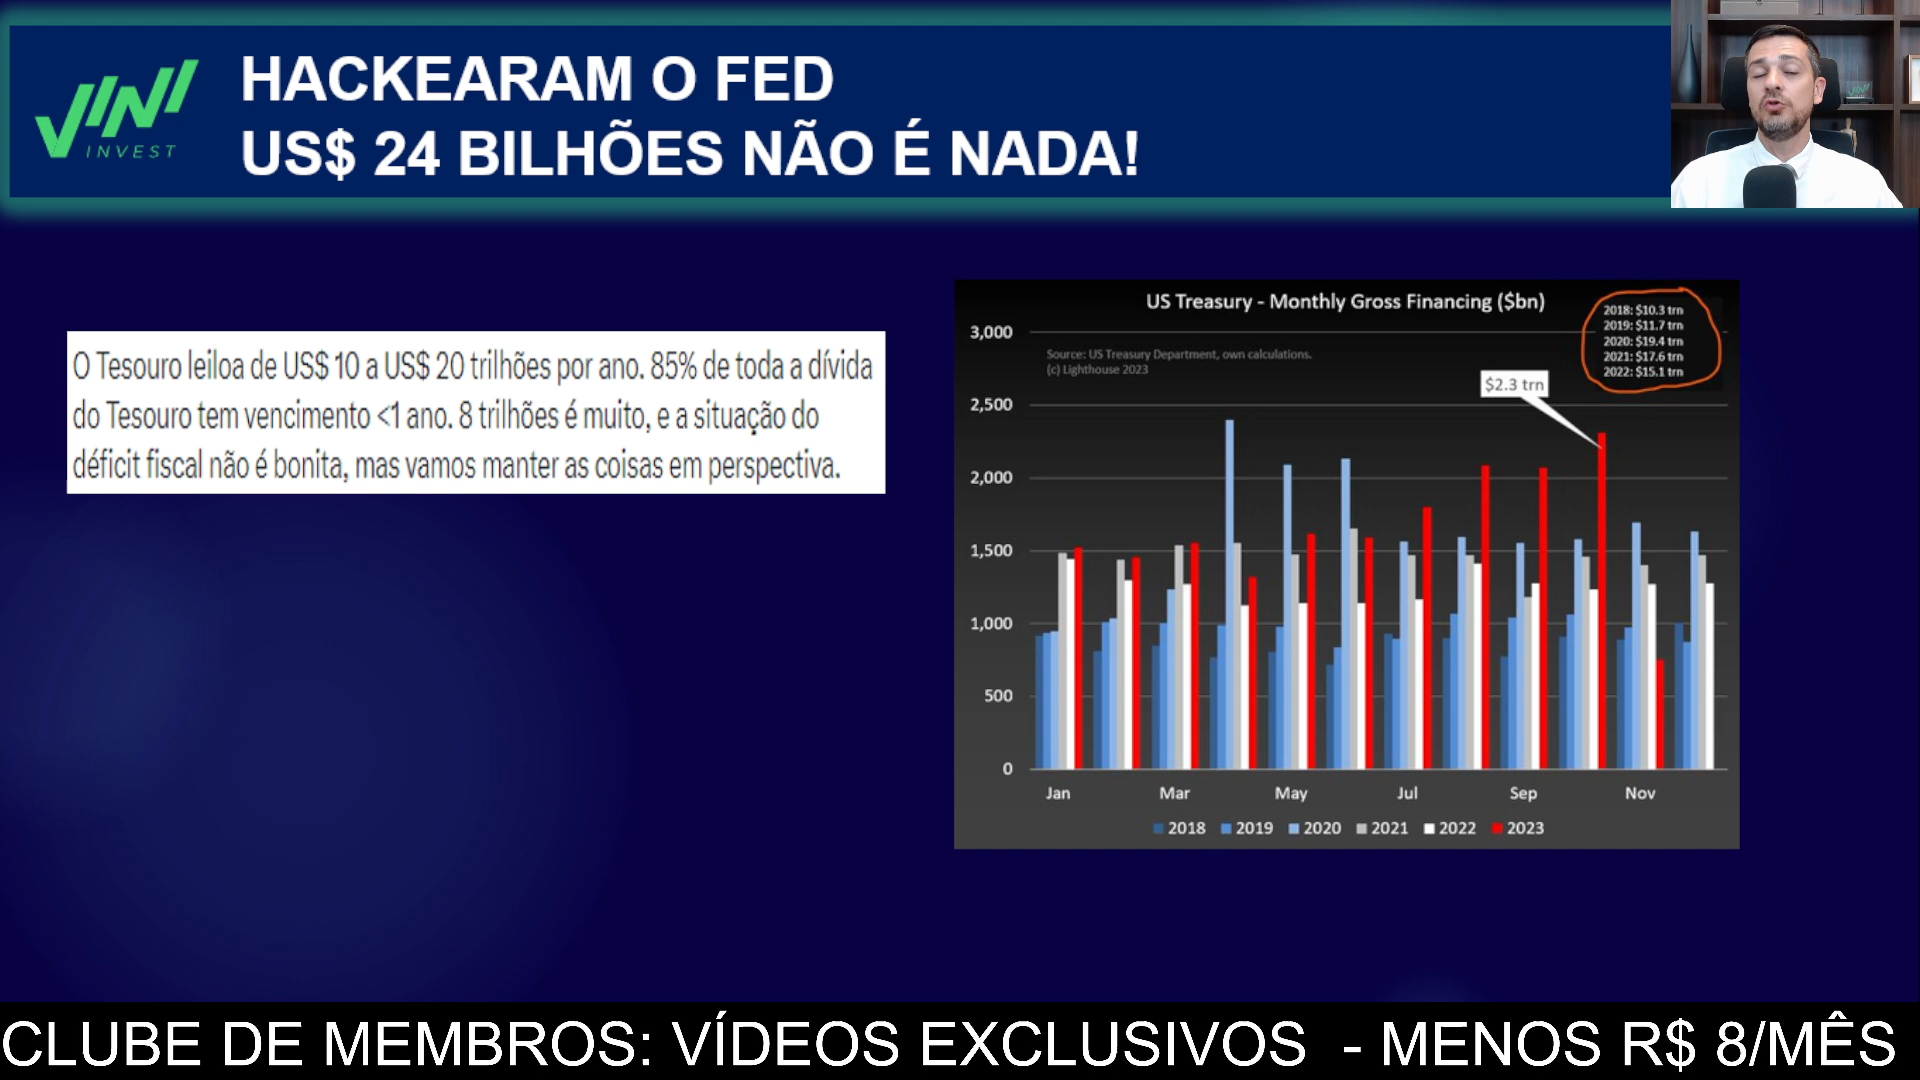 VINI
INVEST
HACKEARAM O FED
US$ 24 BILHÕES NÃO É NADA!
O Tesouro leiloa de US$ 10 a US$ 20 trilhões por ano. 85% de toda a dívida
do Tesouro tem vencimento <1 ano. 8 trilhões é muito, e a situação do
déficit fiscal não é bonita, mas vamos manter as coisas em perspectiva.
US Treasury - Monthly Gross Financing ($bn)
2018: $10.3 trn
2019: $11.7 trn
2020: $19.4 trn
2021: $17.6 trn
2022: $15.1 trn
Source: US Treasury Department, own calculations.
(c) Lighthouse 2023
$2.3 trn
3,000
2,500
2,000
1,500
1,000
500
0
Jan Mar May Jul Sep Nov
2018 2019 2020 2021 2022 2023
CLUBE DE MEMBROS: VÍDEOS EXCLUSIVOS - MENOS R$ 8/MÊS